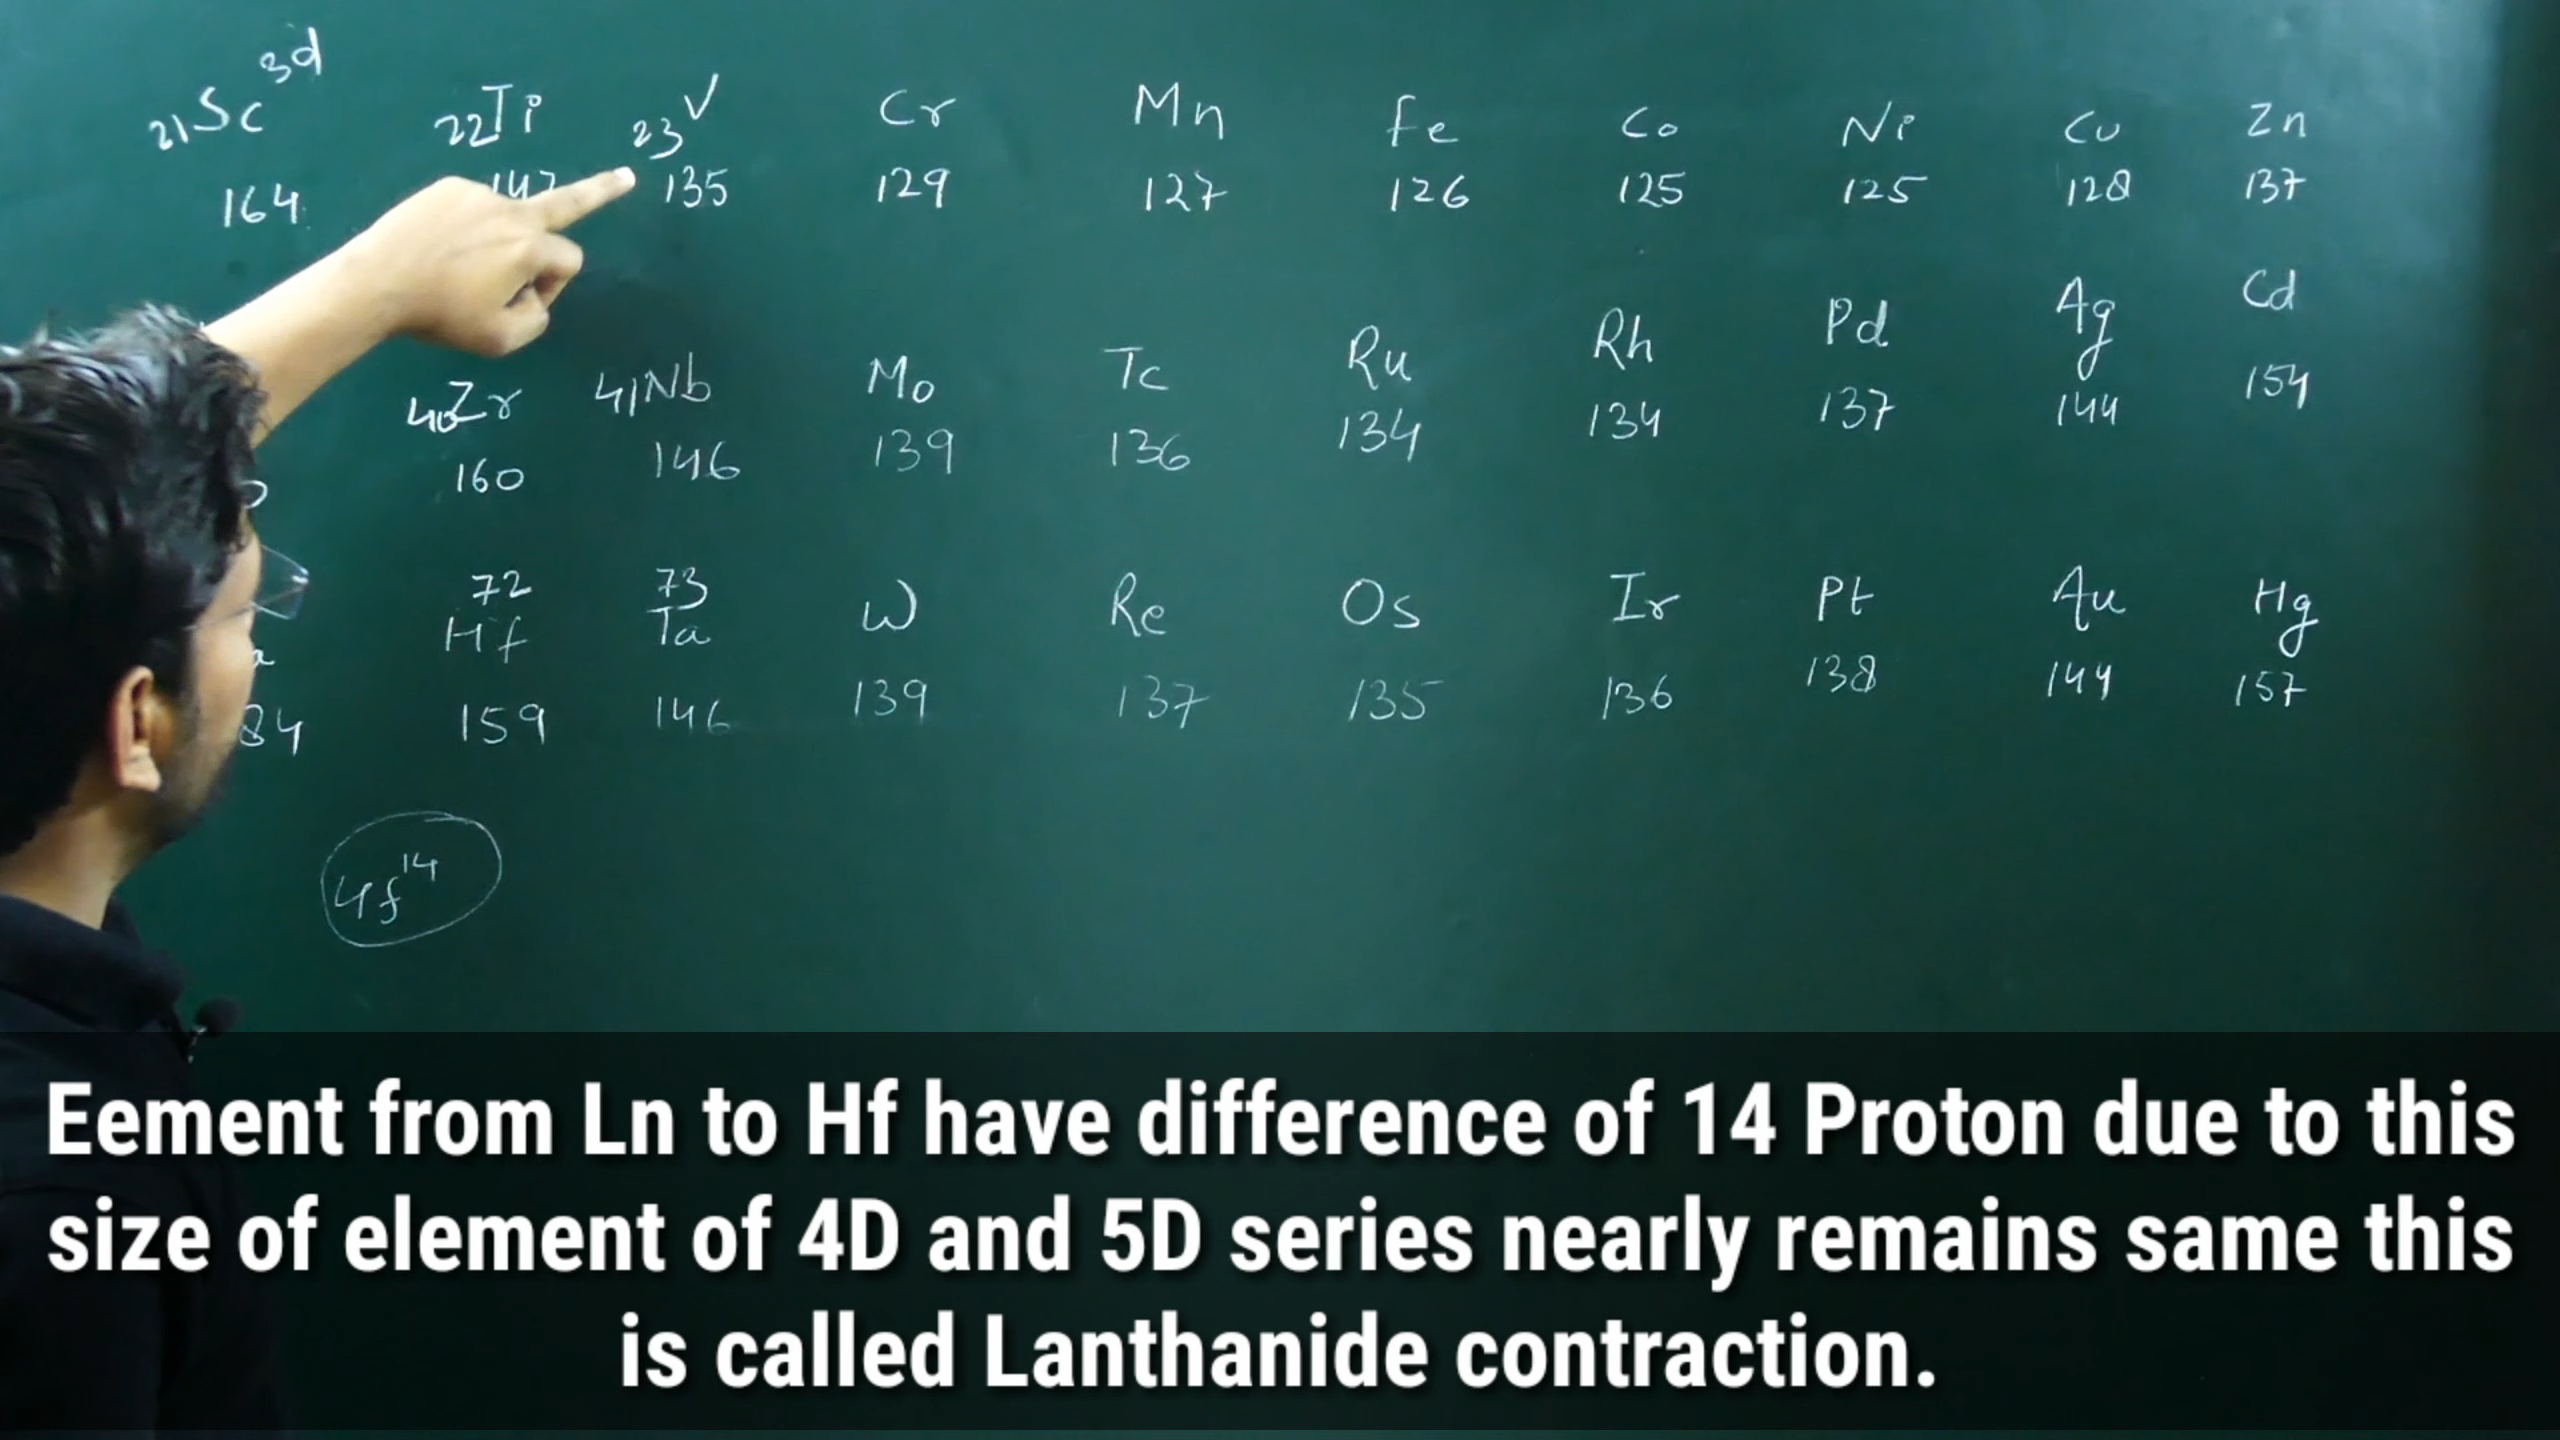 3d
21Sc 22Ti 23V Cr Mn Fe Co Ni Cu Zn
164 147 135 129 127 126 125 125 128 137
40Zr 41Nb Mo Tc Ru Rh Pd Ag Cd
160 146 139 136 134 134 137 144 154
72 73
Hf Ta W Re Os Ir Pt Au Hg
84 159 146 139 137 135 136 138 144 157
4f14
Eement from Ln to Hf have difference of 14 Proton due to this
size of element of 4D and 5D series nearly remains same this
is called Lanthanide contraction.